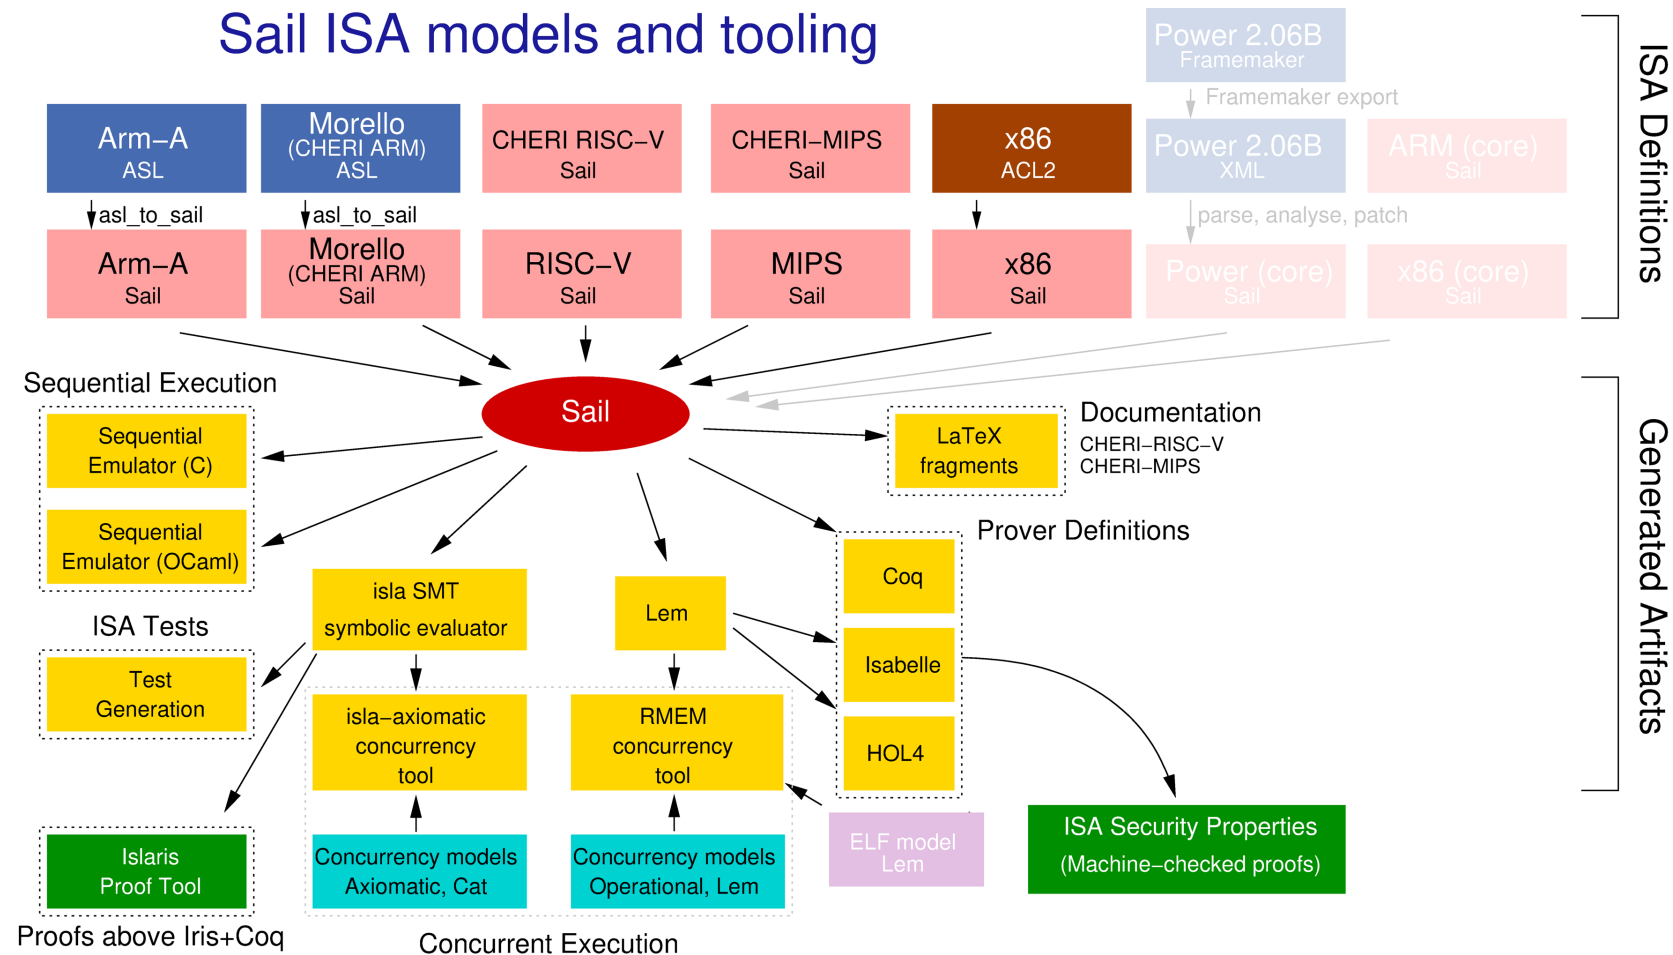 Sail ISA models and tooling
Power 2.06B
Framemaker
Framemaker export
Arm−A
ASL
Morello
(CHERI ARM)
ASL
CHERI RISC−V
Sail
CHERI−MIPS
Sail
x86
ACL2
Power 2.06B
XML
ARM (core)
Sail
asl_to_sail
asl_to_sail
parse, analyse, patch
Arm−A
Sail
Morello
(CHERI ARM)
Sail
RISC−V
Sail
MIPS
Sail
x86
Sail
Power (core)
Sail
x86 (core)
Sail
ISA Definitions
Sail
Sequential Execution
Sequential
Emulator (C)
Sequential
Emulator (OCaml)
LaTeX
fragments
Documentation
CHERI−RISC−V
CHERI−MIPS
Prover Definitions
Coq
Isabelle
HOL4
isla SMT
symbolic evaluator
Lem
ISA Tests
Test
Generation
isla−axiomatic
concurrency
tool
RMEM
concurrency
tool
Generated Artifacts
Islaris
Proof Tool
Proofs above Iris+Coq
Concurrency models
Axiomatic, Cat
Concurrency models
Operational, Lem
Concurrent Execution
ELF model
Lem
ISA Security Properties
(Machine−checked proofs)